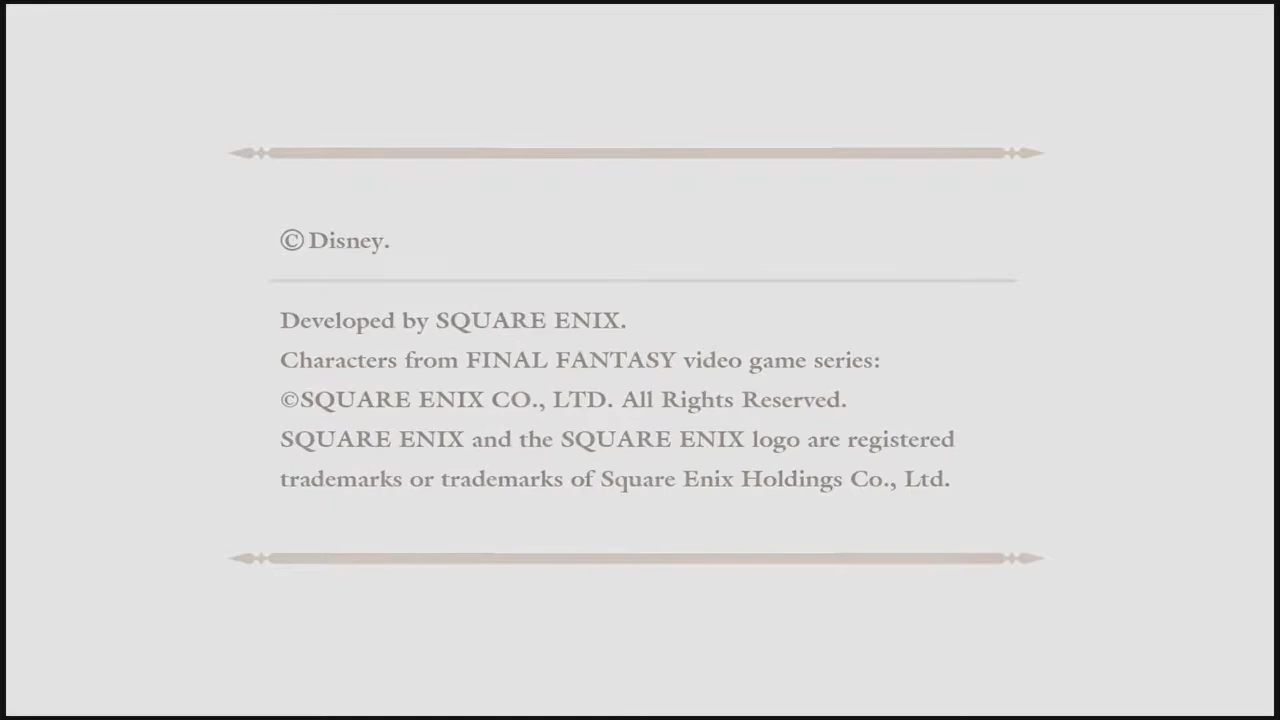 © Disney.
Developed by SQUARE ENIX.
Characters from FINAL FANTASY video game series:
©SQUARE ENIX CO., LTD. All Rights Reserved.
SQUARE ENIX and the SQUARE ENIX logo are registered
trademarks or trademarks of Square Enix Holdings Co., Ltd.